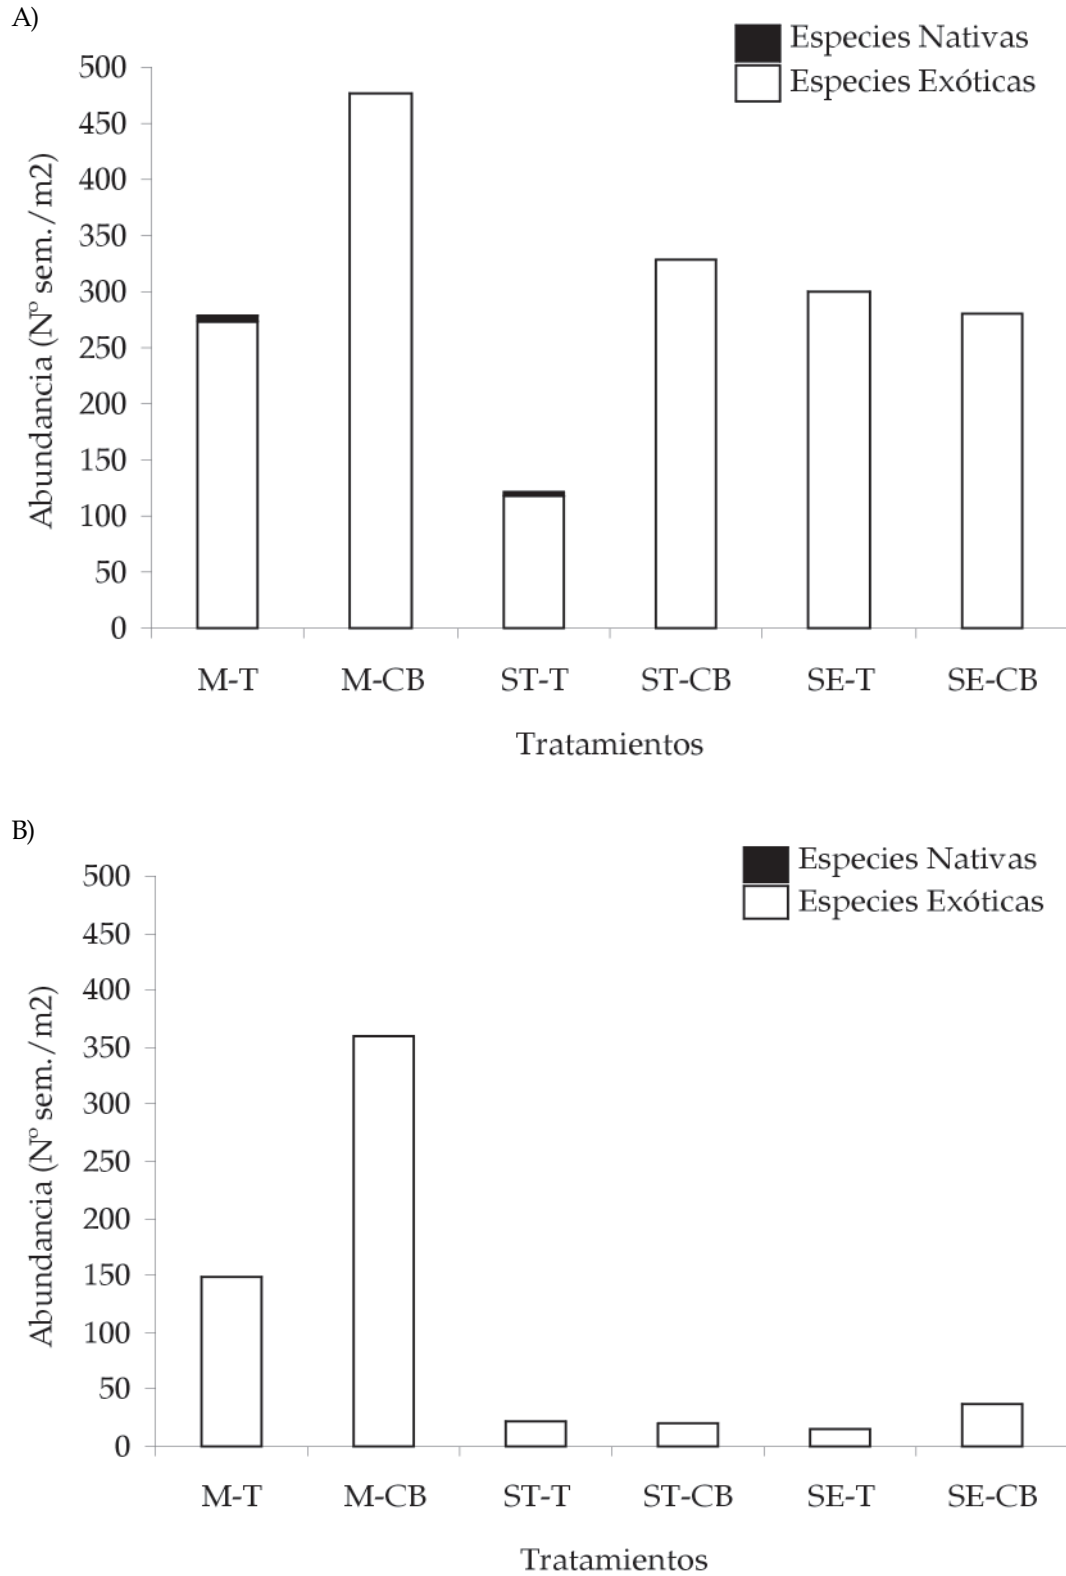 A)
Especies Nativas
Especies Exóticas
500
450
400
350
300
250
200
150
100
50
0
Abundancia (Nº sem./m2)
M-T M-CB ST-T ST-CB SE-T SE-CB
Tratamientos
B)
Especies Nativas
Especies Exóticas
500
450
400
350
300
250
200
150
100
50
0
Abundancia (Nº sem./m2)
M-T M-CB ST-T ST-CB SE-T SE-CB
Tratamientos